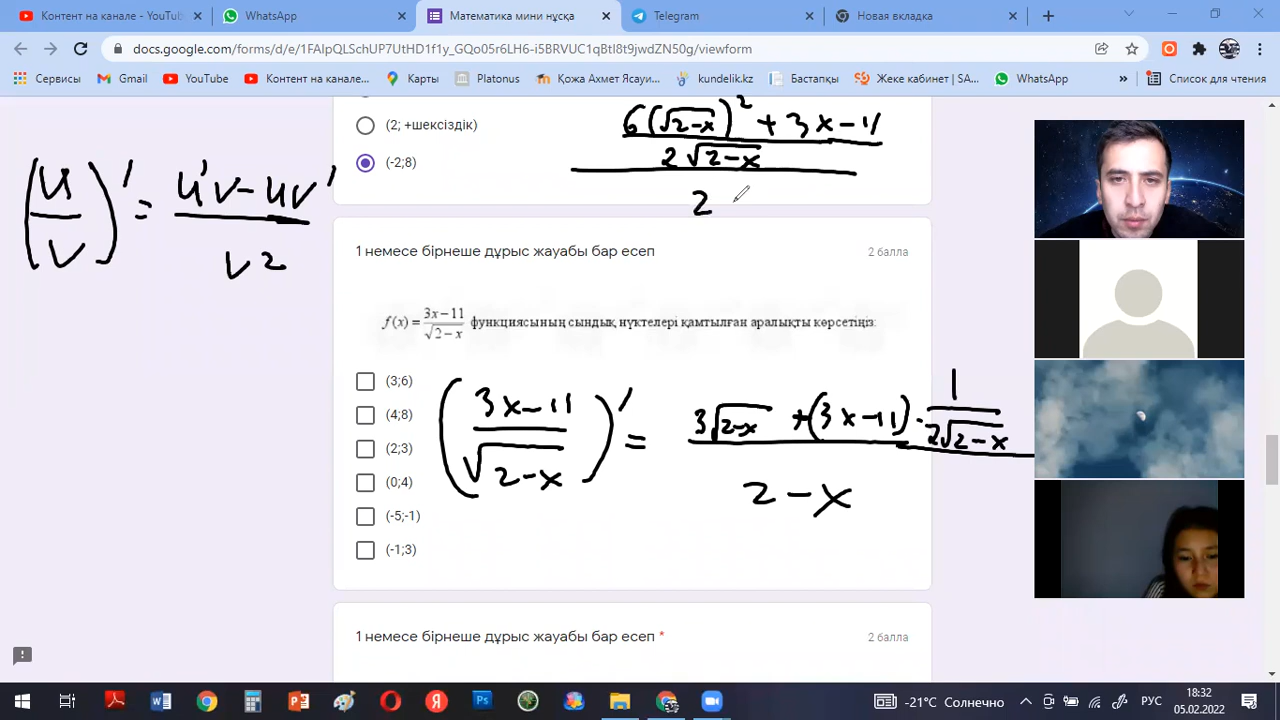 Контент на канале - YouTu
WhatsApp
Математика мини нұсқа
Telegram
Новая вкладка
docs.google.com/forms/d/e/1FAIpQLSchUP7UtHD1f1y_GQo05r6LH6-i5BRVUC1qBtI8t9jwdZN50g/viewform
Сервисы
Gmail
YouTube
Контент на канале...
Карты
Platonus
Қожа Ахмет Ясауи...
kundelik.kz
Бастапқы
Жеке кабинет | SA...
WhatsApp
»
Список для чтения
(2; +шексіздік)
(-2;8)
6(√2-x)² + 3x-11
2√2-x
2
(u/v)' = u'v-uv'/v2
1 немесе бірнеше дұрыс жауабы бар есеп
2 балла
f(x) = 3x-11/√2-x функциясының сындық нүктелері қамтылған аралықты көрсетіңіз:
(3;6)
(4;8)
(2;3)
(0;4)
(-5;-1)
(-1;3)
(3x-11/√2-x)' = 3√2-x +(3x-11)·1/2√2-x
2-x
1 немесе бірнеше дұрыс жауабы бар есеп *
2 балла
-21°C Солнечно
РУС
18:32
05.02.2022